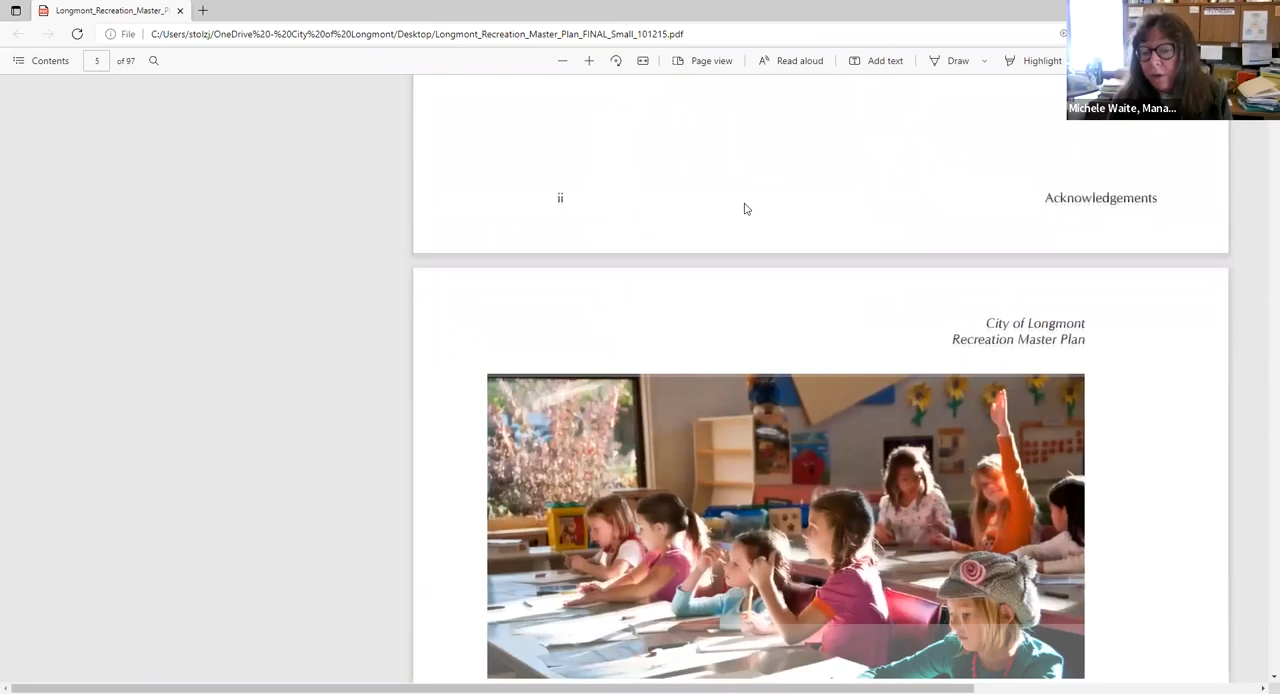 Longmont_Recreation_Master_P
File
C:/Users/stolzj/OneDrive%20-%20City%20of%20Longmont/Desktop/Longmont_Recreation_Master_Plan_FINAL_Small_101215.pdf
Contents
5
of 97
Page view
Read aloud
Add text
Draw
Highlight
Michele Waite, Mana...
ii
Acknowledgements
City of Longmont
Recreation Master Plan